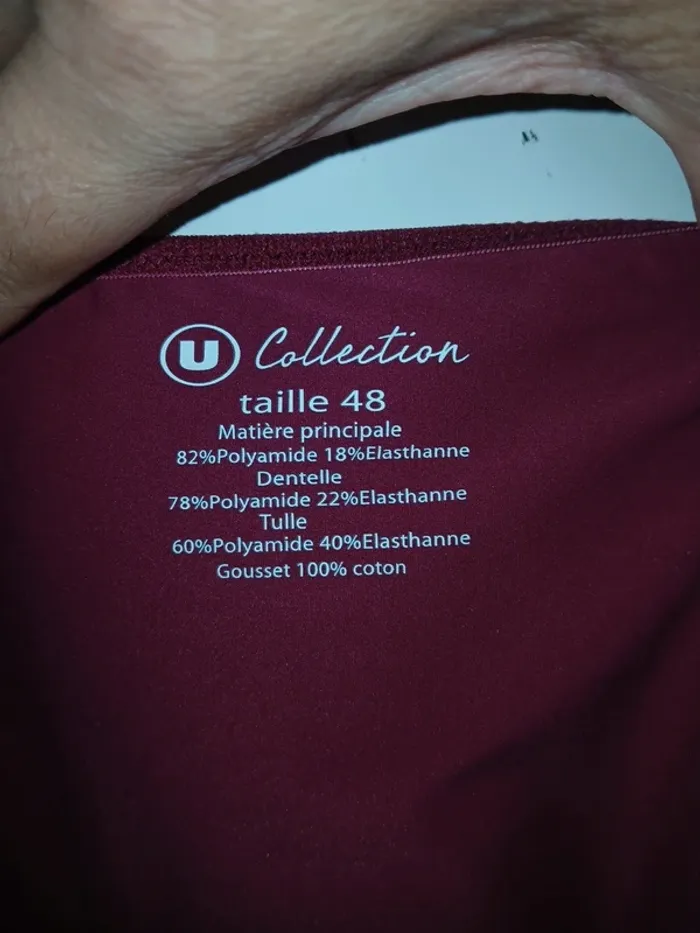 U Collection
taille 48
Matière principale
82%Polyamide 18%Elasthanne
Dentelle
78%Polyamide 22%Elasthanne
Tulle
60%Polyamide 40%Elasthanne
Gousset 100% coton